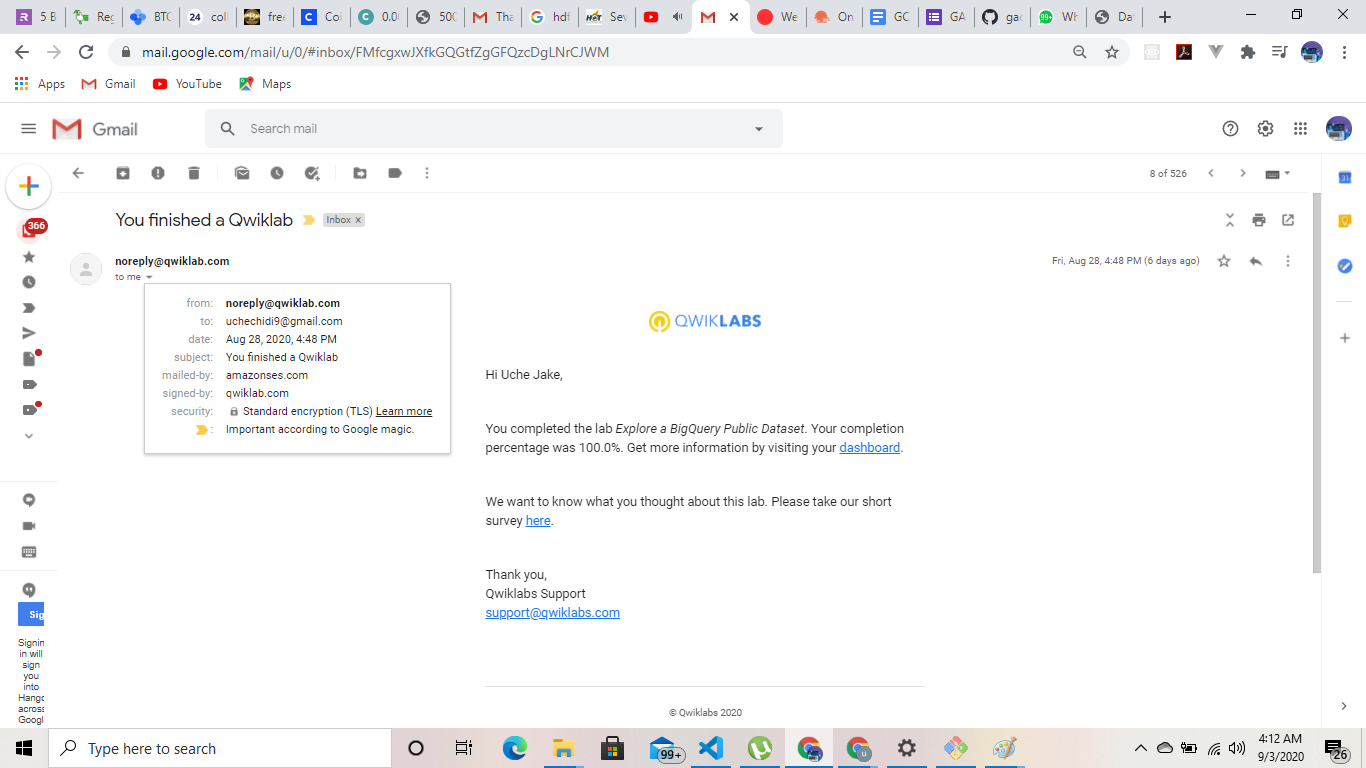 5 B
Reg
BTC
24 coll
free
Coi
0.0
500
Tha
hdf
HOT Sev
We
On
GC
GA
gac
99+ Wh
Dat
mail.google.com/mail/u/0/#inbox/FMfcgxwJXfkGQGtfZgGFQzcDgLNrCJWM
Apps Gmail YouTube Maps
Gmail Search mail
8 of 526
31
366
You finished a Qwiklab Inbox x
noreply@qwiklab.com Fri, Aug 28, 4:48 PM (6 days ago)
to me
from: noreply@qwiklab.com
to: uchechidi9@gmail.com
date: Aug 28, 2020, 4:48 PM
subject: You finished a Qwiklab
mailed-by: amazonses.com
signed-by: qwiklab.com
security: Standard encryption (TLS) Learn more
: Important according to Google magic.
QWIKLABS
Hi Uche Jake,
You completed the lab Explore a BigQuery Public Dataset. Your completion
percentage was 100.0%. Get more information by visiting your dashboard.
We want to know what you thought about this lab. Please take our short
survey here.
Thank you,
Qwiklabs Support
support@qwiklabs.com
© Qwiklabs 2020
Sig
Signin
in will
sign
you
into
Hango
across
Google
Type here to search
99+
u
4:12 AM
9/3/2020
26